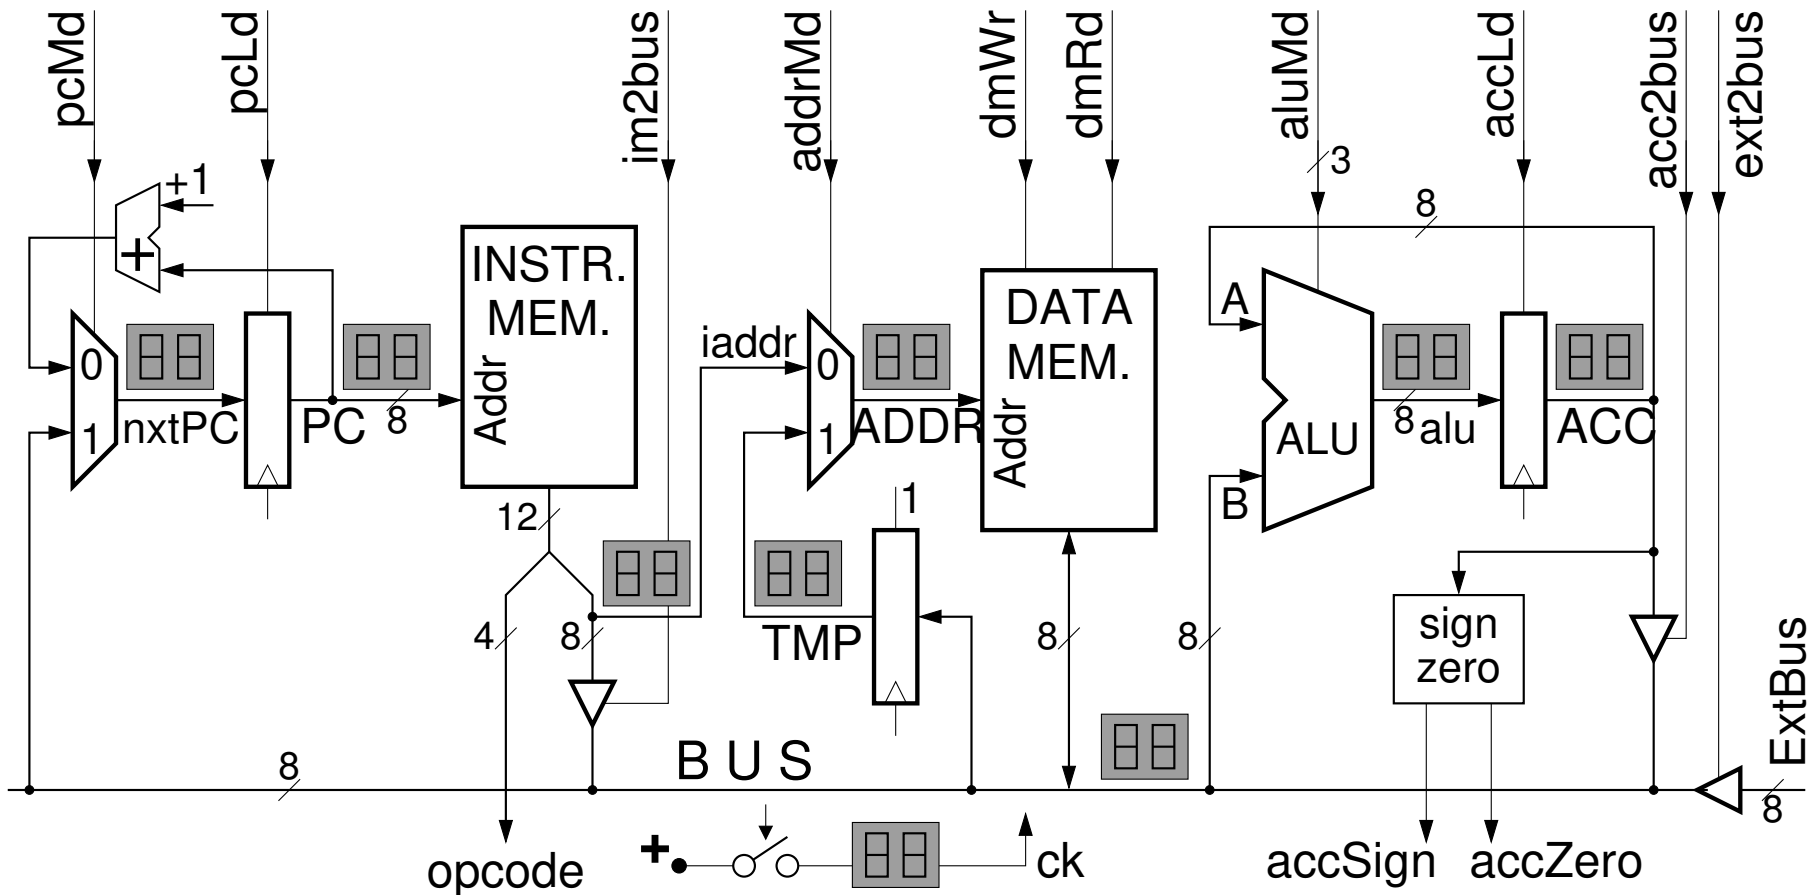 pcMd
pcLd
im2bus
addrMd
dmWr
dmRd
aluMd
accLd
acc2bus
ext2bus
+1
3
8
+
INSTR.
MEM.
Addr
DATA
MEM.
Addr
A
B
ALU
iaddr
0
1
nxtPC
PC
8
0
1
ADDR
8
alu
ACC
12
1
4
8
TMP
8
8
sign
zero
ExtBus
8
B U S
8
opcode
+
ck
accSign
accZero